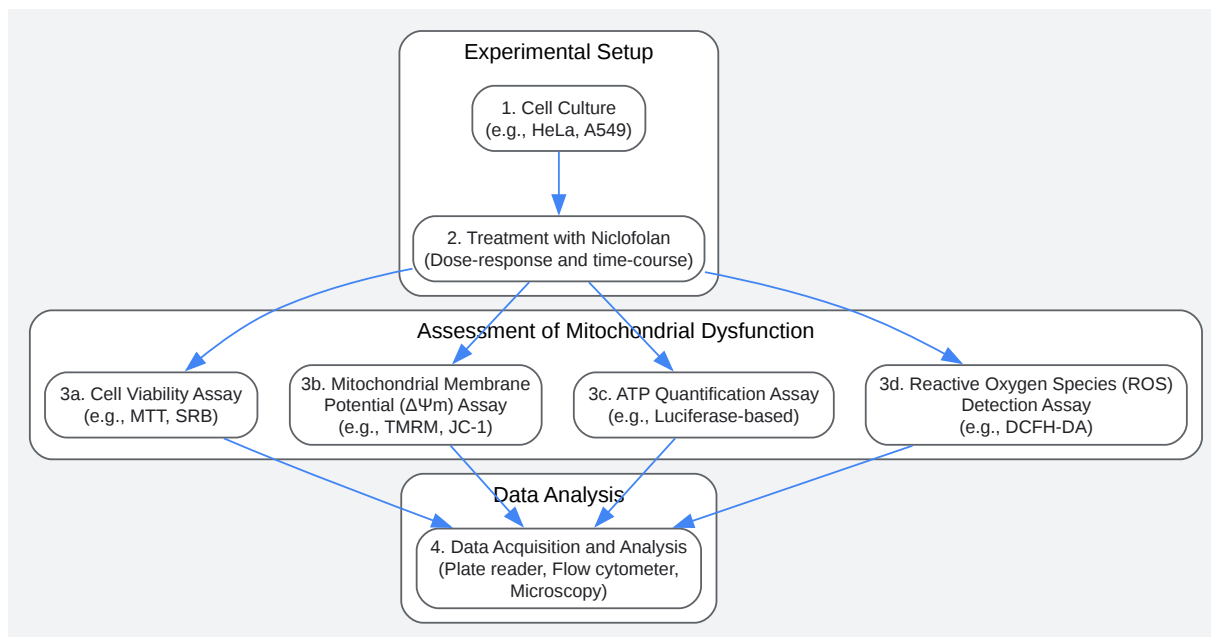 Experimental Setup
1. Cell Culture
(e.g., HeLa, A549)
2. Treatment with Niclofolan
(Dose-response and time-course)
Assessment of Mitochondrial Dysfunction
3a. Cell Viability Assay
(e.g., MTT, SRB)
3b. Mitochondrial Membrane
Potential (ΔΨm) Assay
(e.g., TMRM, JC-1)
3c. ATP Quantification Assay
(e.g., Luciferase-based)
3d. Reactive Oxygen Species (ROS)
Detection Assay
(e.g., DCFH-DA)
Data Analysis
4. Data Acquisition and Analysis
(Plate reader, Flow cytometer,
Microscopy)